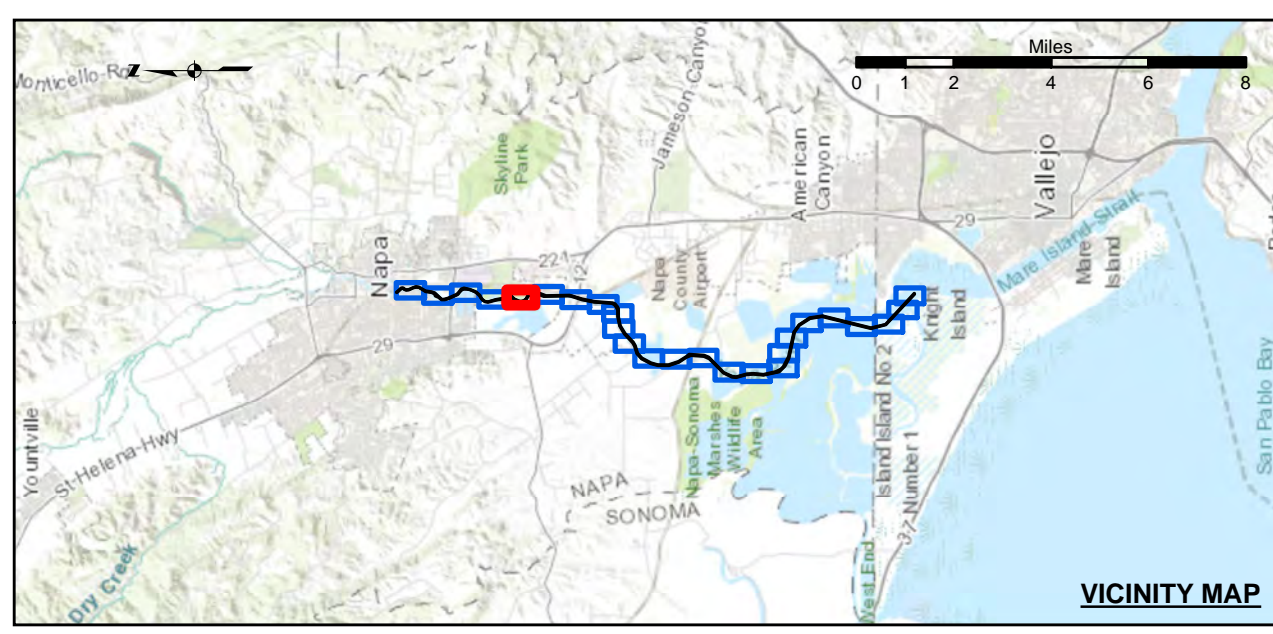 Miles
0 1 2 4 6 8
Z
Monticello-Rd
Skyline
Park
Jameson-Canyo
American
Canyon
Vallejo
Napa
221
12
29
29
Napa
County
Airport
Mare Island-Strait
Mare
Island
Knight
Island
Yountville
St-Helena-Hwy
Napa-Sonoma
Marshes
Wildlife
Area
Island Island No 2
37-Number 1
San Pablo Bay
NAPA
SONOMA
Dry Creek
West End
VICINITY MAP